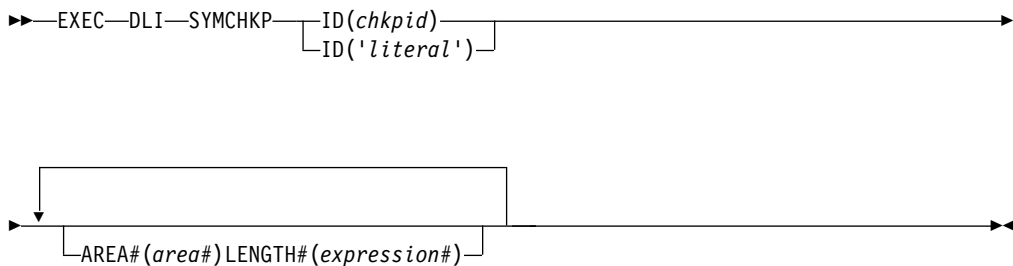 EXEC DLI SYMCHKP ID(chkpid)
ID('literal')
AREA#(area#)LENGTH#(expression#)